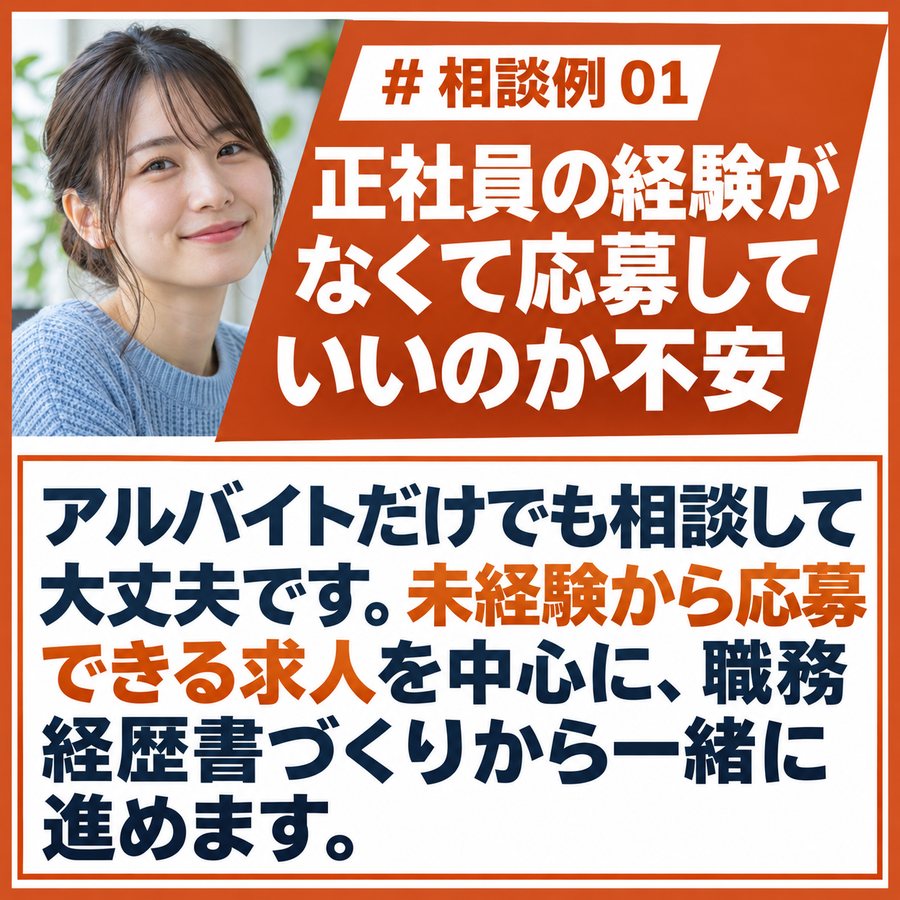 # 相談例 01
正社員の経験が
なくて応募して
いいのか不安
アルバイトだけでも相談して
大丈夫です。未経験から応募
できる求人を中心に、職務
経歴書づくりから一緒に
進めます。